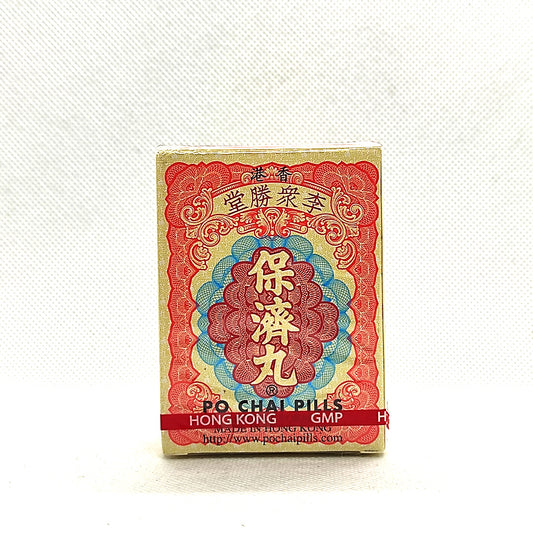 港香
堂勝衆李
保濟丸
®
PO CHAI PILLS
HONG KONG GMP H
MADE IN HONG KONG
http://www.pochaipills.com